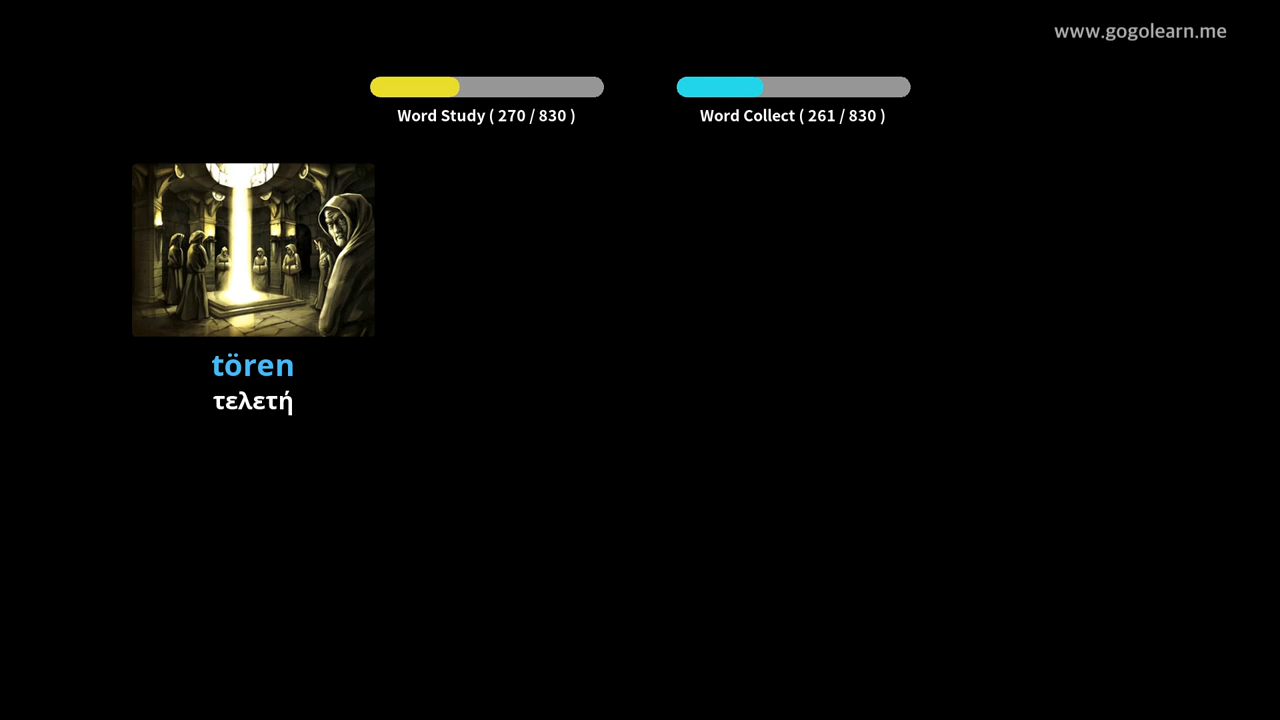 www.gogolearn.me
Word Study ( 270 / 830 )
Word Collect ( 261 / 830 )
tören
τελετή